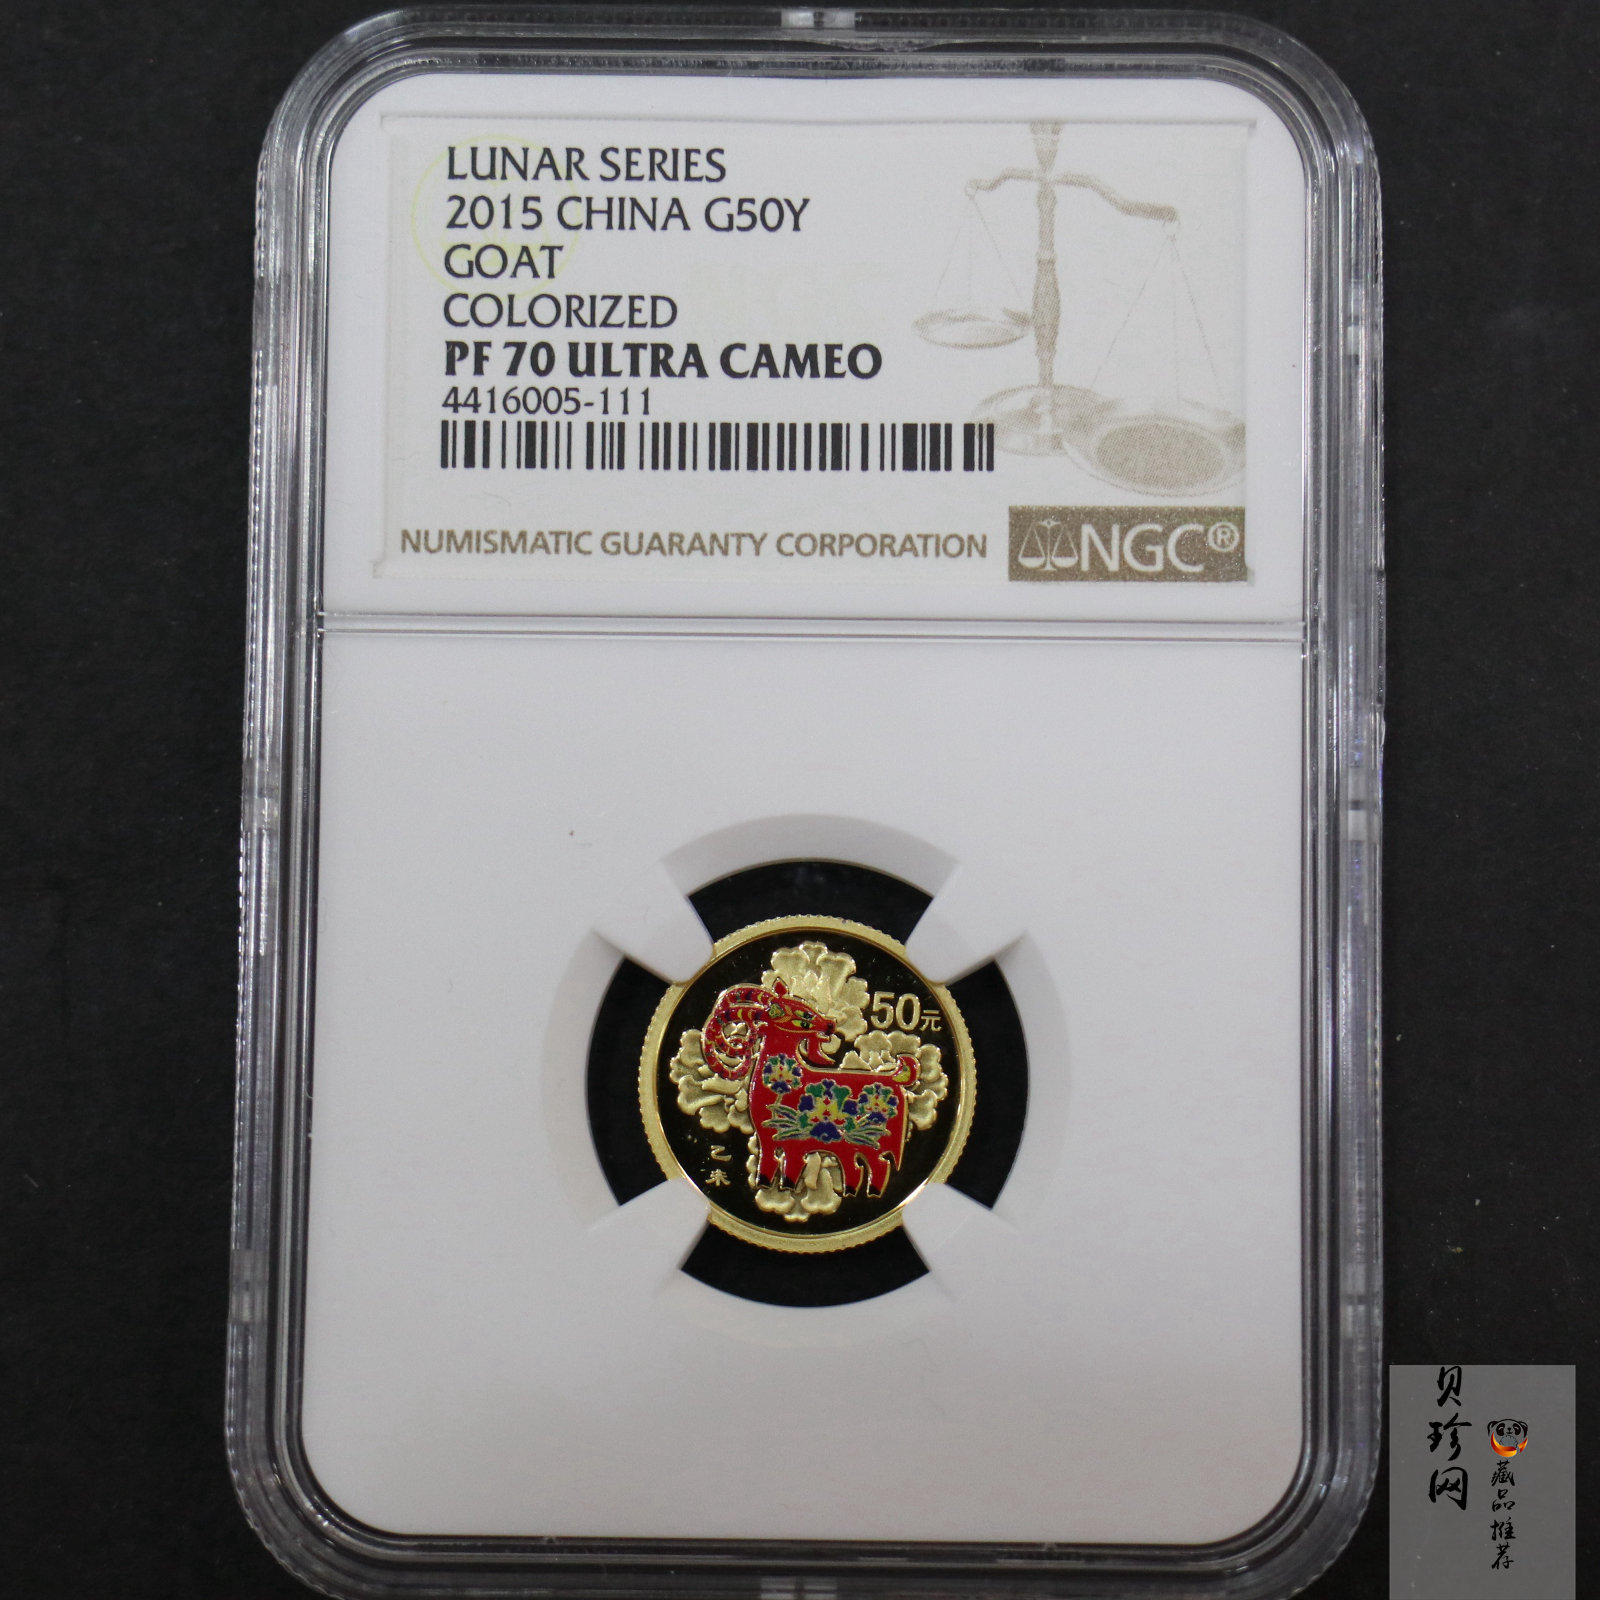 LUNAR SERIES
2015 CHINA G50Y
GOAT
COLORIZED
PF 70 ULTRA CAMEO
4416005-111
NUMISMATIC GUARANTY CORPORATION
NGC®
50元
乙
未
贝珍网
藏品推荐